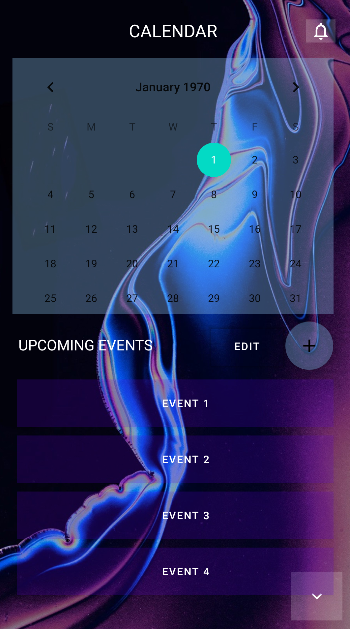 CALENDAR
January 1970
S M T W T F S
1 2 3
4 5 6 7 8 9 10
11 12 13 14 15 16 17
18 19 20 21 22 23 24
25 26 27 28 29 30 31
UPCOMING EVENTS EDIT +
EVENT 1
EVENT 2
EVENT 3
EVENT 4